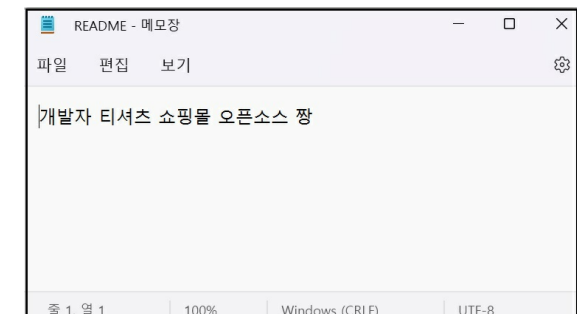 README - 메모장
파일 편집 보기
개발자 티셔츠 쇼핑몰 오픈소스 짱
줄 1, 열 1 100% Windows (CRLF) UTF-8